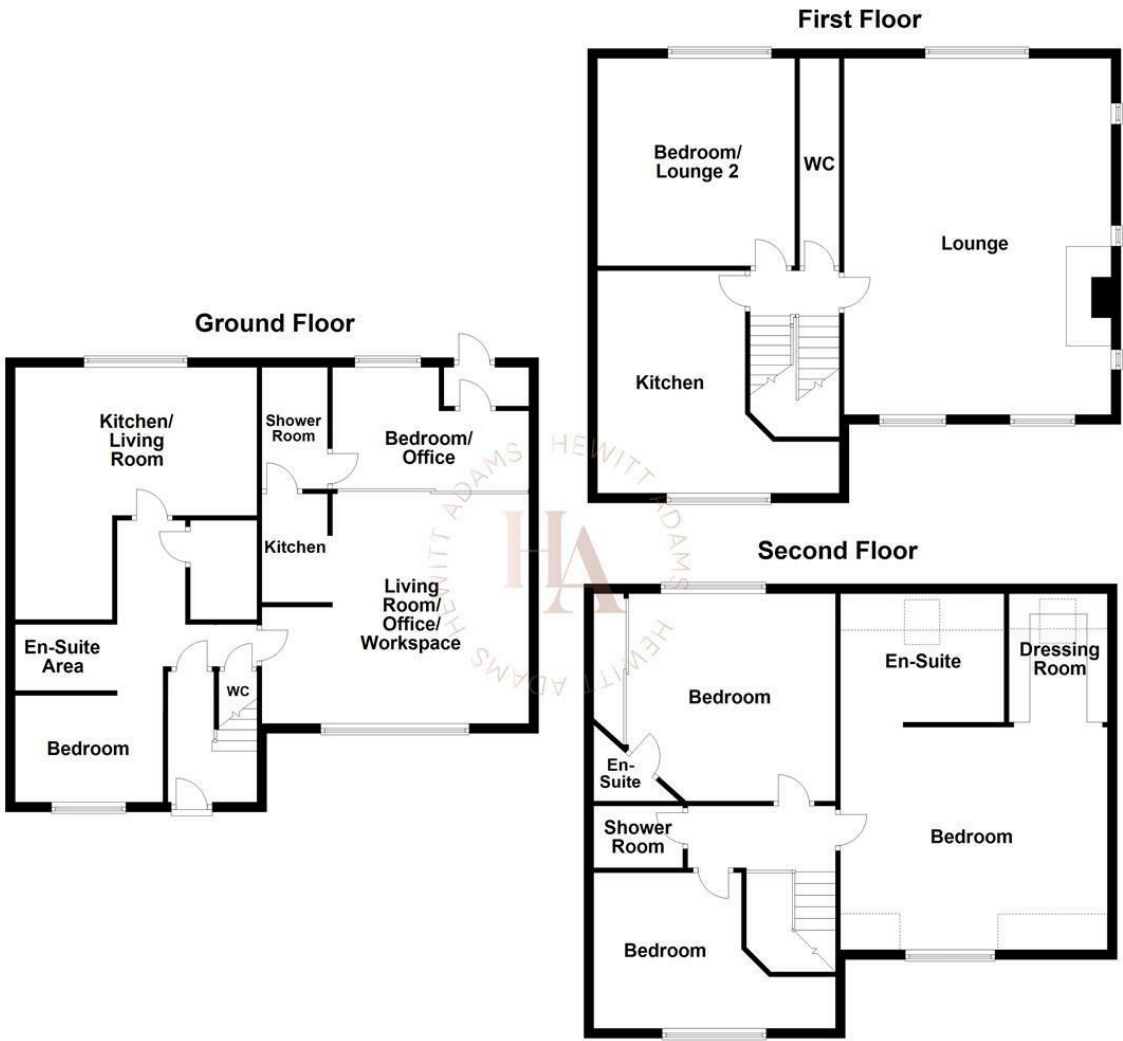 First Floor
Bedroom/
Lounge 2
WC
Lounge
Kitchen
Ground Floor
Kitchen/
Living
Room
Shower
Room
Bedroom/
Office
Kitchen
Living
Room/
Office/
Workspace
En-Suite
Area
WC
Bedroom
HEWITT ADAMS HEWITT ADAMS HEWITT ADAMS
HA
Second Floor
Bedroom
En-Suite
Dressing
Room
En-
Suite
Shower
Room
Bedroom
Bedroom